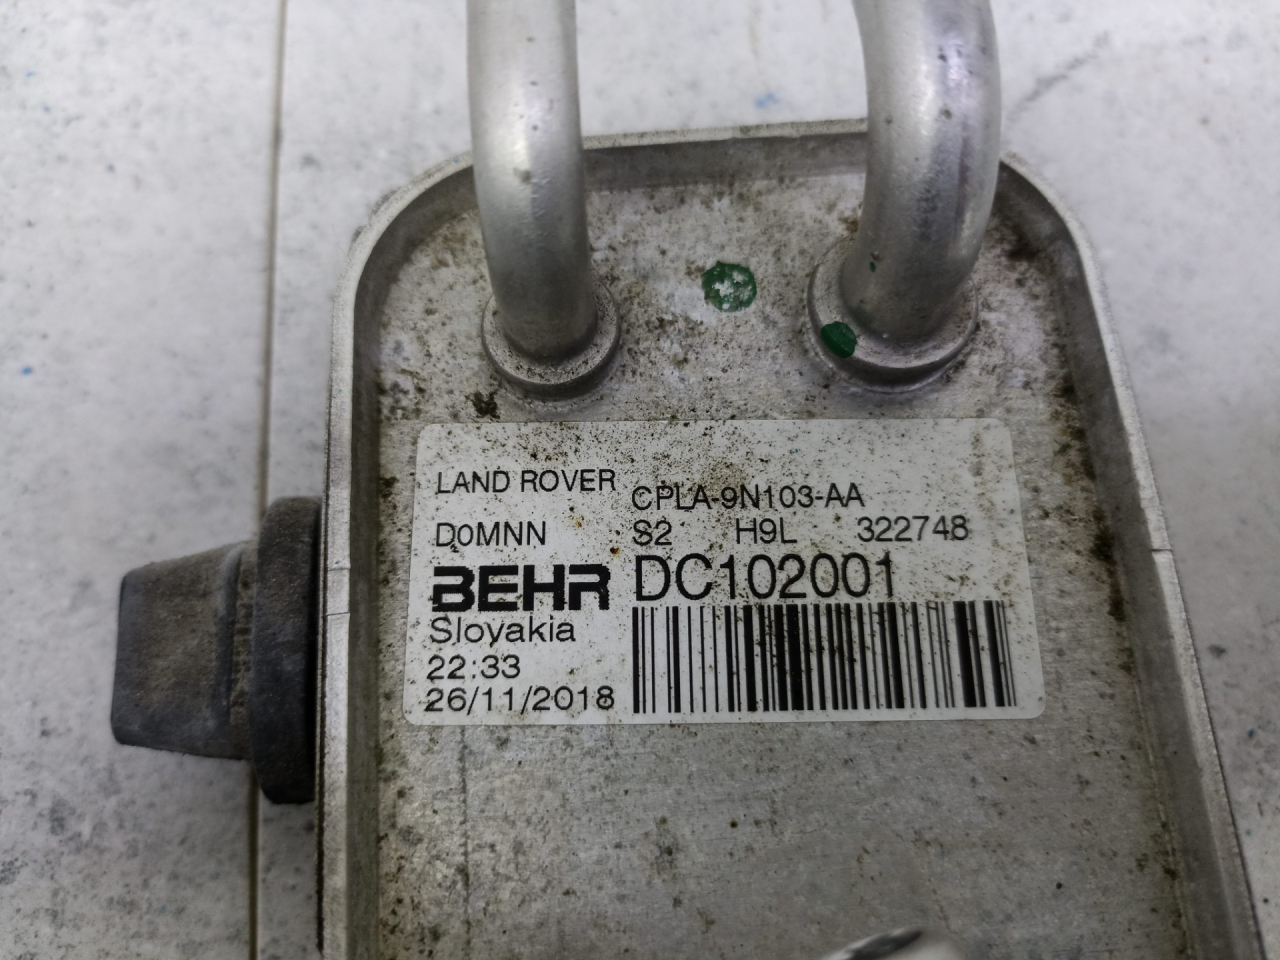 LAND ROVER CPLA-9N103-AA
D0MNN S2 H9L 322748
BEHR DC102001
Slovakia
22:33
26/11/2018